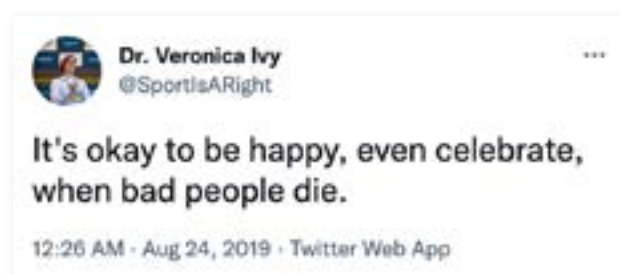 Dr. Veronica Ivy
@SportIsARight
It's okay to be happy, even celebrate,
when bad people die.
12:26 AM · Aug 24, 2019 · Twitter Web App